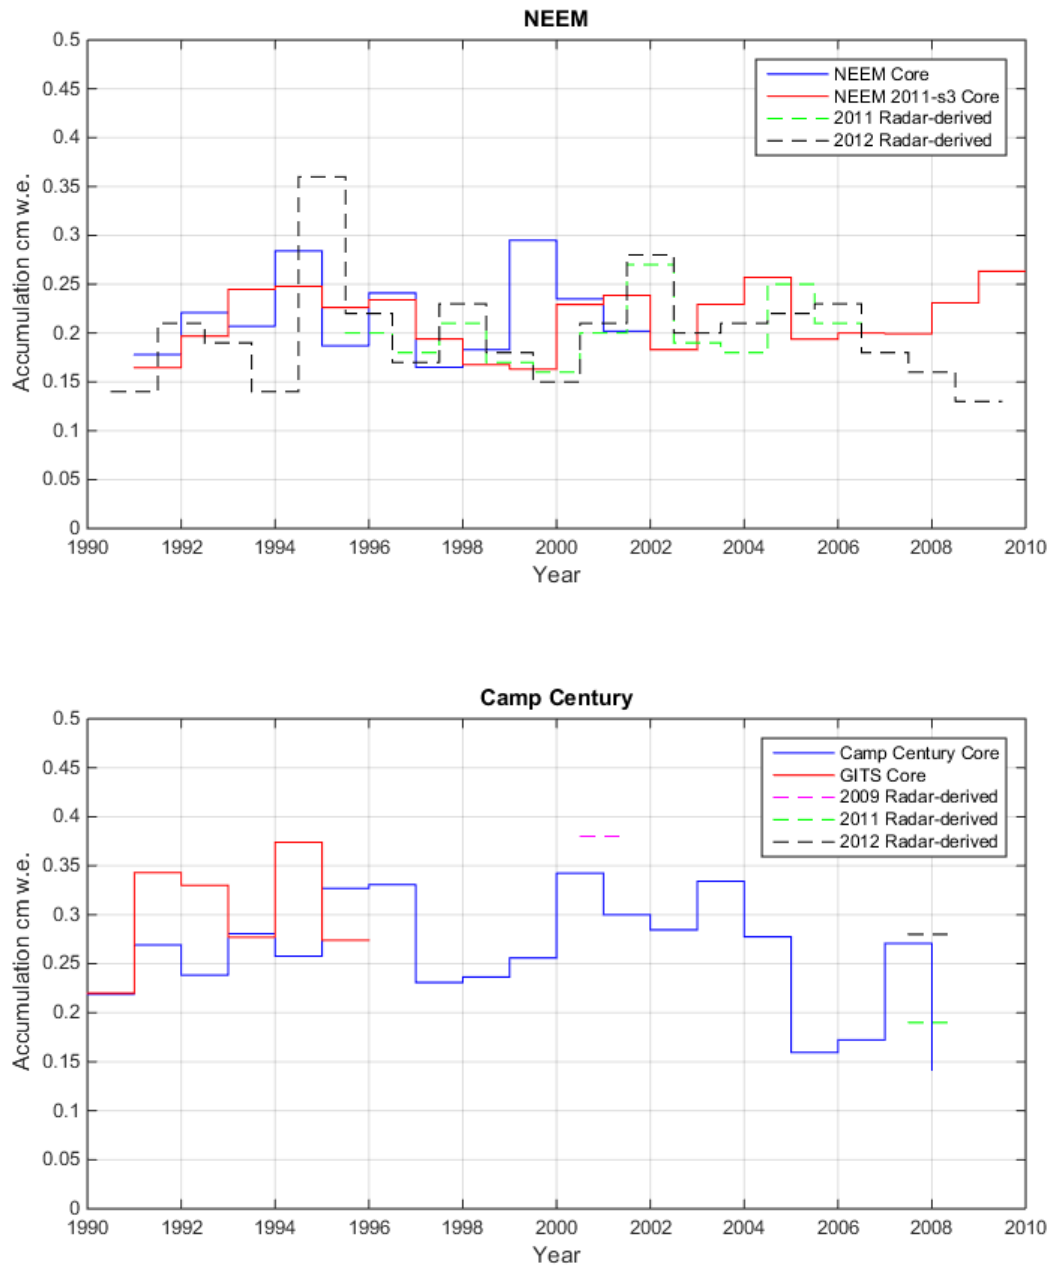 NEEM
0.5
0.45
0.4
0.35
0.3
0.25
0.2
0.15
0.1
0.05
0
Accumulation cm w.e.
NEEM Core
NEEM 2011-s3 Core
2011 Radar-derived
2012 Radar-derived
1990 1992 1994 1996 1998 2000 2002 2004 2006 2008 2010
Year
Camp Century
0.5
0.45
0.4
0.35
0.3
0.25
0.2
0.15
0.1
0.05
0
Accumulation cm w.e.
Camp Century Core
GITS Core
2009 Radar-derived
2011 Radar-derived
2012 Radar-derived
1990 1992 1994 1996 1998 2000 2002 2004 2006 2008 2010
Year